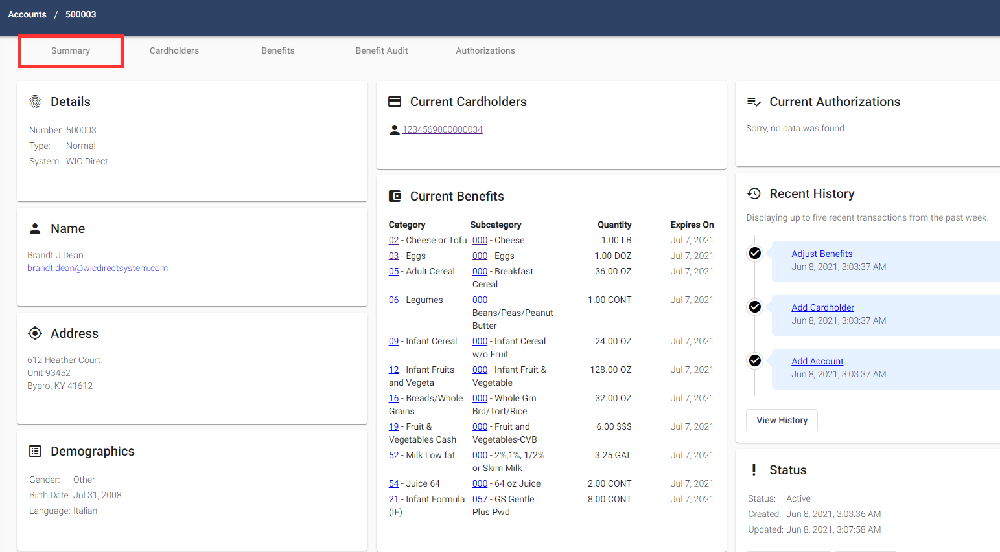 Accounts / 500003
Summary Cardholders Benefits Benefit Audit Authorizations
Details
Number: 500003
Type: Normal
System: WIC Direct
Name
Brandt J Dean
brandt.dean@wicdirectsystem.com
Address
612 Heather Court
Unit 93452
Bypro, KY 41612
Demographics
Gender: Other
Birth Date: Jul 31, 2008
Language: Italian
Current Cardholders
1234569000000034
Current Benefits
Category Subcategory Quantity Expires On
02 - Cheese or Tofu 000 - Cheese 1.00 LB Jul 7, 2021
03 - Eggs 000 - Eggs 1.00 DOZ Jul 7, 2021
05 - Adult Cereal 000 - Breakfast 36.00 OZ Jul 7, 2021
Cereal
06 - Legumes 000 - 1.00 CONT Jul 7, 2021
Beans/Peas/Peanut
Butter
09 - Infant Cereal 000 - Infant Cereal 24.00 OZ Jul 7, 2021
w/o Fruit
12 - Infant Fruits 000 - Infant Fruit & 128.00 OZ Jul 7, 2021
and Vegeta Vegetable
16 - Breads/Whole 000 - Whole Grn 32.00 OZ Jul 7, 2021
Grains Brd/Tort/Rice
19 - Fruit & 000 - Fruit and 6.00 $$$ Jul 7, 2021
Vegetables Cash Vegetables-CVB
52 - Milk Low fat 000 - 2%,1%, 1/2% 3.25 GAL Jul 7, 2021
or Skim Milk
54 - Juice 64 000 - 64 oz Juice 2.00 CONT Jul 7, 2021
21 - Infant Formula 057 - GS Gentle 8.00 CONT Jul 7, 2021
(IF) Plus Pwd
Current Authorizations
Sorry, no data was found.
Recent History
Displaying up to five recent transactions from the past week.
Adjust Benefits
Jun 8, 2021, 3:03:37 AM
Add Cardholder
Jun 8, 2021, 3:03:37 AM
Add Account
Jun 8, 2021, 3:03:37 AM
View History
Status
Status: Active
Created: Jun 8, 2021, 3:03:36 AM
Updated: Jun 8, 2021, 3:07:58 AM